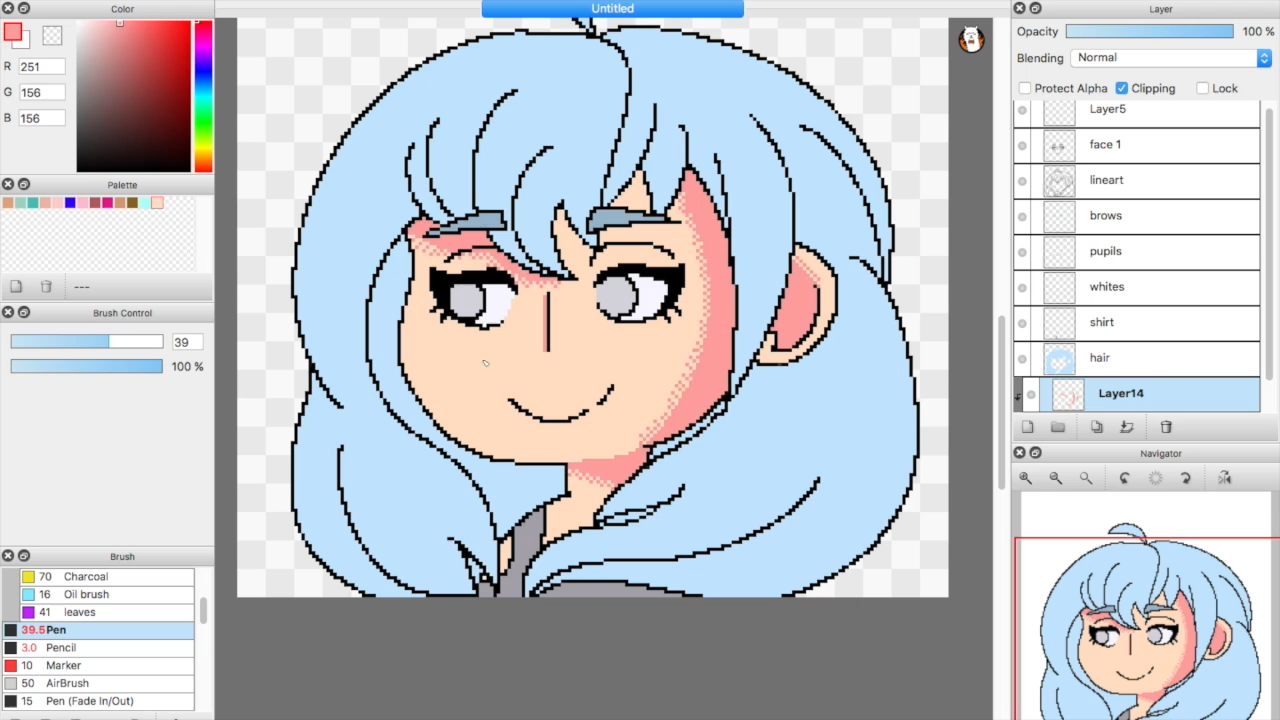 Color
Untitled
Layer
R 251
G 156
B 156
Opacity 100 %
Blending Normal
Protect Alpha Clipping Lock
Layer5
face 1
lineart
brows
pupils
whites
shirt
hair
Layer14
Palette
---
Brush Control
39
100 %
Navigator
Brush
70 Charcoal
16 Oil brush
41 leaves
39.5 Pen
3.0 Pencil
10 Marker
50 AirBrush
15 Pen (Fade In/Out)